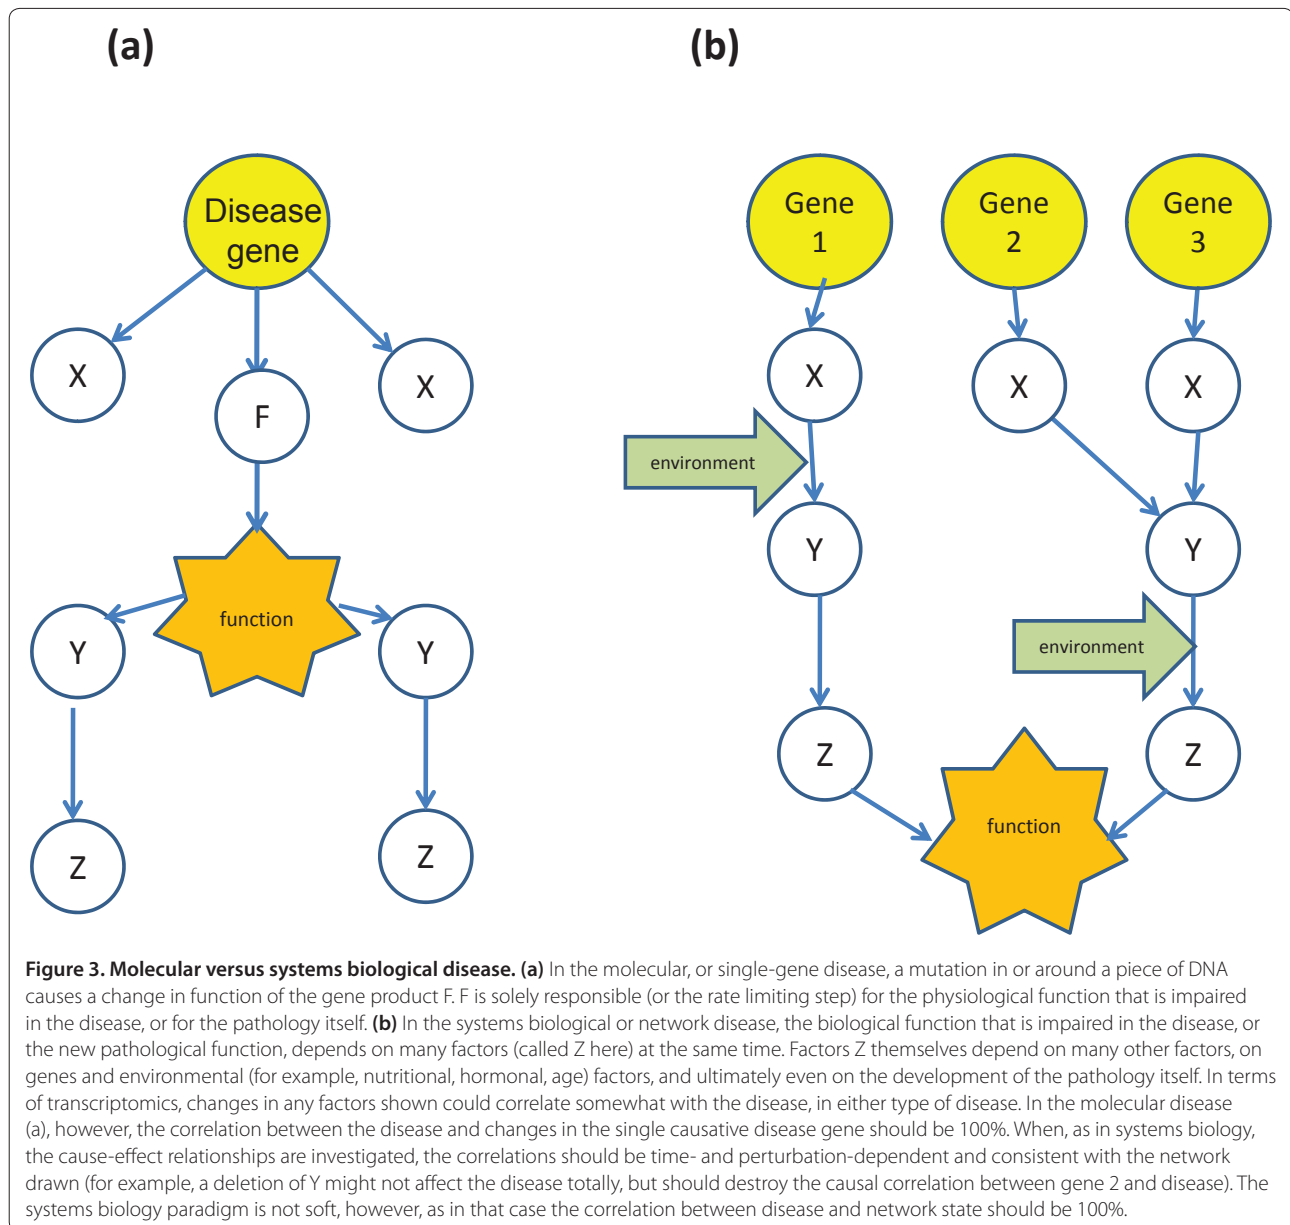 (a)
(b)
Disease
gene
X
F
X
function
Y
Y
Z
Z
Gene
1
Gene
2
Gene
3
X
X
X
environment
Y
Y
environment
Z
Z
function
Figure 3. Molecular versus systems biological disease. (a) In the molecular, or single-gene disease, a mutation in or around a piece of DNA
causes a change in function of the gene product F. F is solely responsible (or the rate limiting step) for the physiological function that is impaired
in the disease, or for the pathology itself. (b) In the systems biological or network disease, the biological function that is impaired in the disease, or
the new pathological function, depends on many factors (called Z here) at the same time. Factors Z themselves depend on many other factors, on
genes and environmental (for example, nutritional, hormonal, age) factors, and ultimately even on the development of the pathology itself. In terms
of transcriptomics, changes in any factors shown could correlate somewhat with the disease, in either type of disease. In the molecular disease
(a), however, the correlation between the disease and changes in the single causative disease gene should be 100%. When, as in systems biology,
the cause-effect relationships are investigated, the correlations should be time- and perturbation-dependent and consistent with the network
drawn (for example, a deletion of Y might not affect the disease totally, but should destroy the causal correlation between gene 2 and disease). The
systems biology paradigm is not soft, however, as in that case the correlation between disease and network state should be 100%.